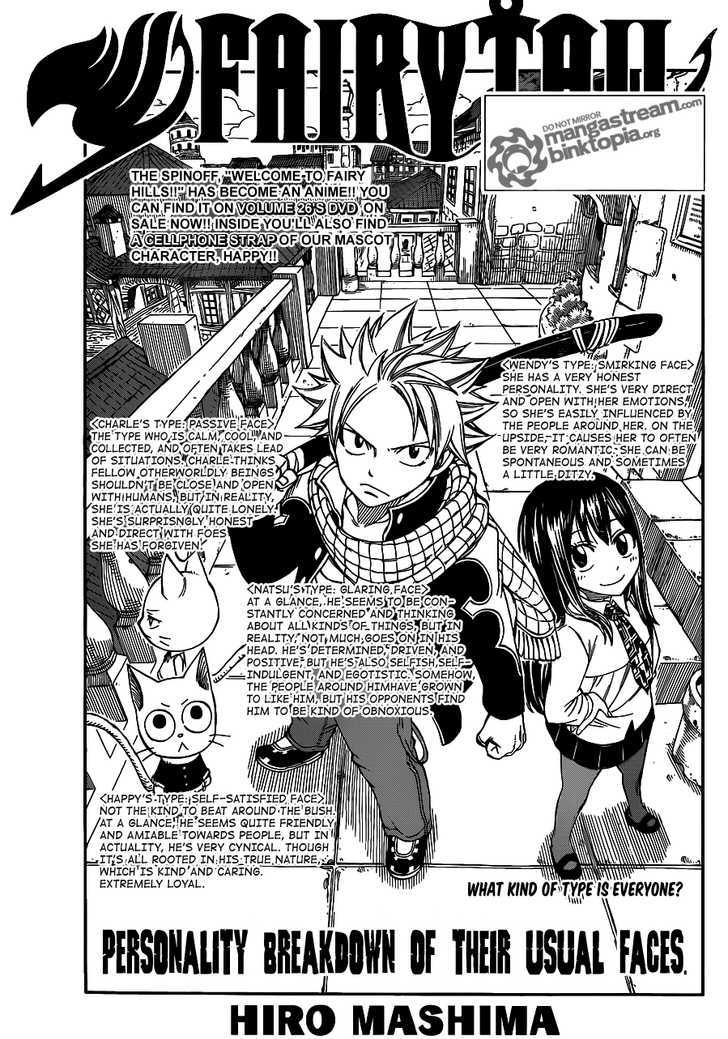 FAIRY TAIL
DO NOT MIRROR
mangastream.com
binktopia.org
THE SPINOFF, "WELCOME TO FAIRY
HILLS!!" HAS BECOME AN ANIME!! YOU
CAN FIND IT ON VOLUME 26'S DVD ON
SALE NOW!! INSIDE YOU'LL ALSO FIND
A CELLPHONE STRAP OF OUR MASCOT
CHARACTER, HAPPY!!
<WENDY'S TYPE: SMIRKING FACE>
SHE HAS A VERY HONEST
PERSONALITY. SHE'S VERY DIRECT
AND OPEN WITH HER EMOTIONS,
SO SHE'S EASILY INFLUENCED BY
THE PEOPLE AROUND HER. ON THE
UPSIDE, IT CAUSES HER TO OFTEN
BE VERY ROMANTIC. SHE CAN BE
SPONTANEOUS AND SOMETIMES
A LITTLE DITZY.
<CHARLE'S TYPE: PASSIVE FACE>
THE TYPE WHO IS CALM, COOL, AND
COLLECTED, AND OFTEN TAKES LEAD
OF SITUATIONS. CHARLE THINKS
FELLOW OTHERWORLDLY BEINGS
SHOULDN'T BE CLOSE AND OPEN
WITH HUMANS, BUT IN REALITY,
SHE IS ACTUALLY QUITE LONELY.
SHE'S SURPRISNGLY HONEST
AND DIRECT WITH FOES
SHE HAS FORGIVEN.
<NATSU'S TYPE: GLARING FACE>
AT A GLANCE, HE SEEMS TO BE CON-
STANTLY CONCERNED AND THINKING
ABOUT ALL KINDS OF THINGS, BUT IN
REALITY, NOT MUCH GOES ON IN HIS
HEAD. HE'S DETERMINED, DRIVEN, AND
POSITIVE, BUT HE'S ALSO SELFISH, SELF-
INDULGENT, AND EGOTISTIC. SOMEHOW,
THE PEOPLE AROUND HIMHAVE GROWN
TO LIKE HIM, BUT HIS OPPONENTS FIND
HIM TO BE KIND OF OBNOXIOUS.
<HAPPY'S TYPE: SELF-SATISFIED FACE>
NOT THE KIND TO BEAT AROUND THE BUSH.
AT A GLANCE, HE SEEMS QUITE FRIENDLY
AND AMIABLE TOWARDS PEOPLE, BUT IN
ACTUALITY, HE'S VERY CYNICAL. THOUGH
IT'S ALL ROOTED IN HIS TRUE NATURE,
WHICH IS KIND AND CARING.
EXTREMELY LOYAL.
WHAT KIND OF TYPE IS EVERYONE?
PERSONALITY BREAKDOWN OF THEIR USUAL FACES.
HIRO MASHIMA